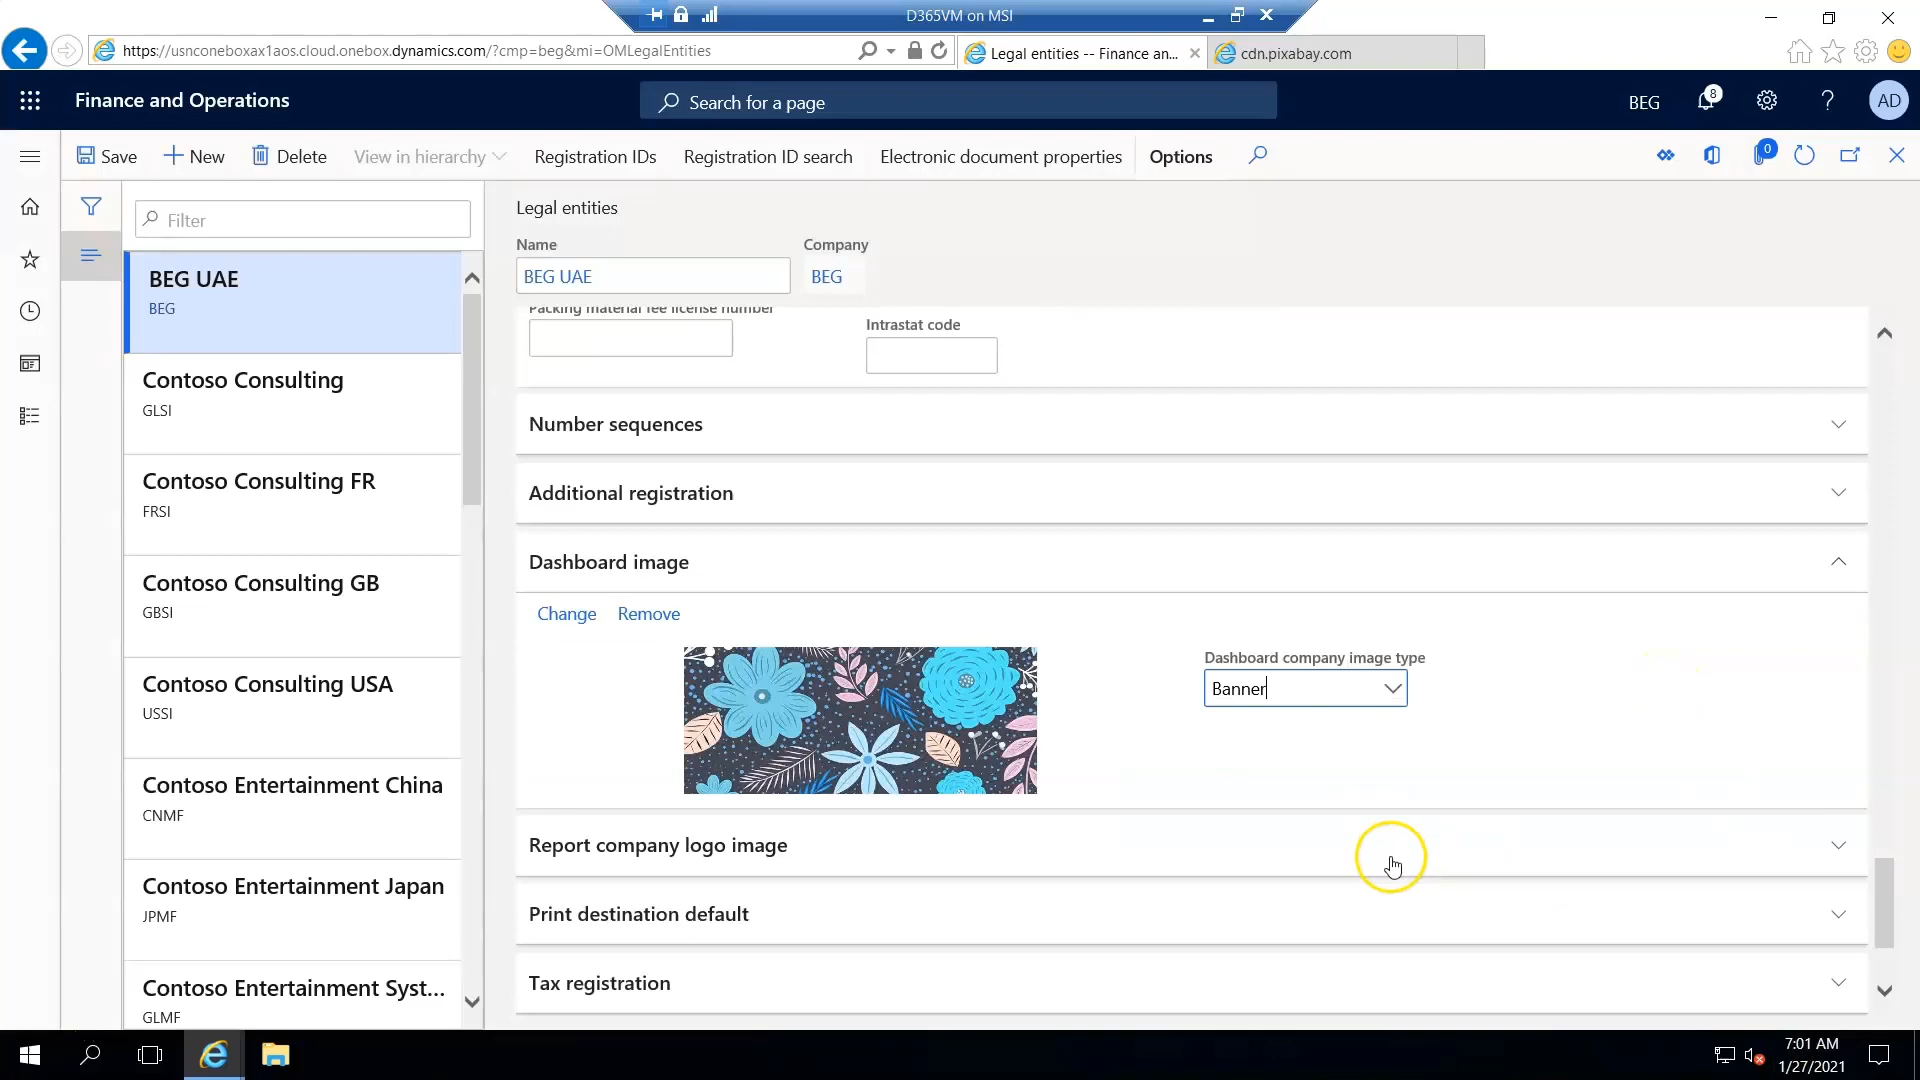 D365VM on MSI
https://usnconeboxax1aos.cloud.onebox.dynamics.com/?cmp=beg&mi=OMLegalEntities
Legal entities -- Finance an...
cdn.pixabay.com
Finance and Operations
Search for a page
BEG
8
AD
Save
New
Delete
View in hierarchy
Registration IDs
Registration ID search
Electronic document properties
Options
0
Filter
BEG UAE
BEG
Contoso Consulting
GLSI
Contoso Consulting FR
FRSI
Contoso Consulting GB
GBSI
Contoso Consulting USA
USSI
Contoso Entertainment China
CNMF
Contoso Entertainment Japan
JPMF
Contoso Entertainment Syst...
GLMF
Legal entities
Name
Company
BEG UAE
BEG
Packing material fee license number
Intrastat code
Number sequences
Additional registration
Dashboard image
Change
Remove
Dashboard company image type
Banner
Report company logo image
Print destination default
Tax registration
7:01 AM
1/27/2021